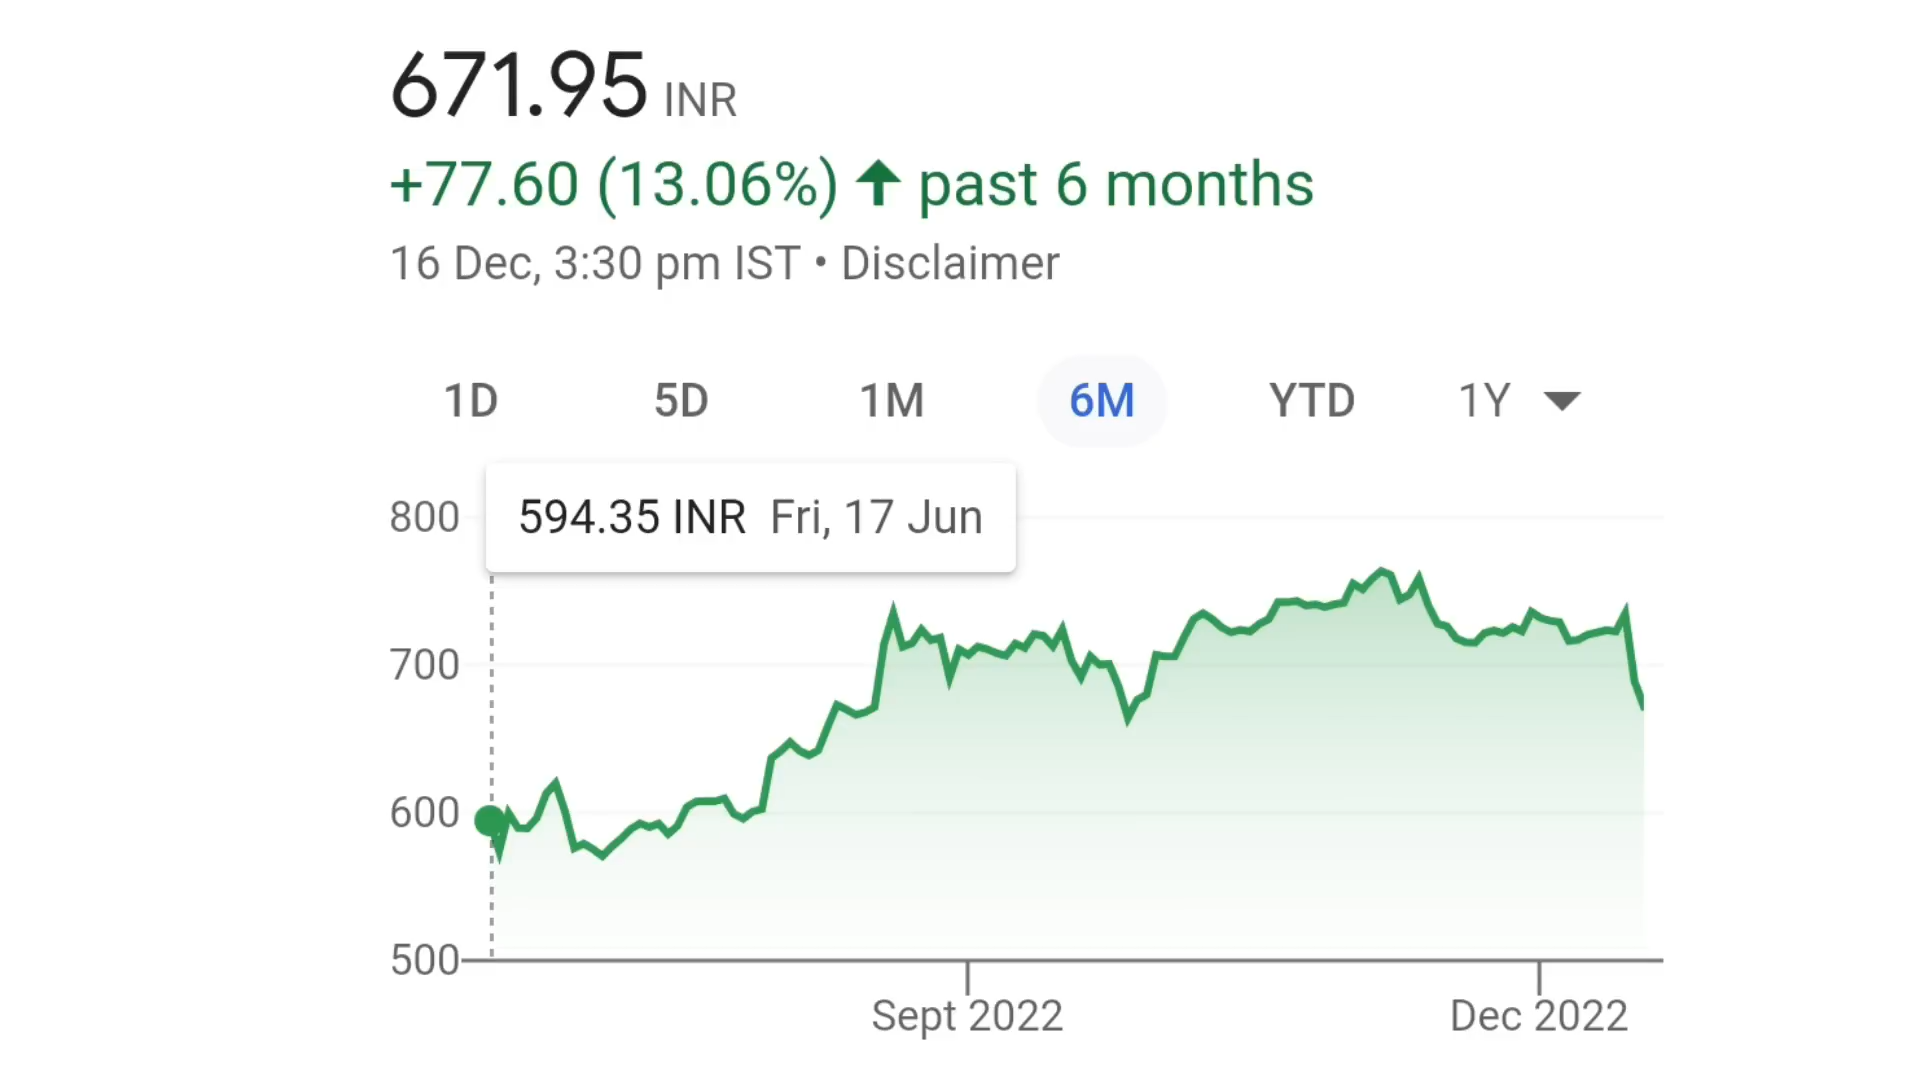 671.95 INR
+77.60 (13.06%) ↑ past 6 months
16 Dec, 3:30 pm IST • Disclaimer
1D 5D 1M 6M YTD 1Y
594.35 INR Fri, 17 Jun
800
700
600
500
Sept 2022 Dec 2022